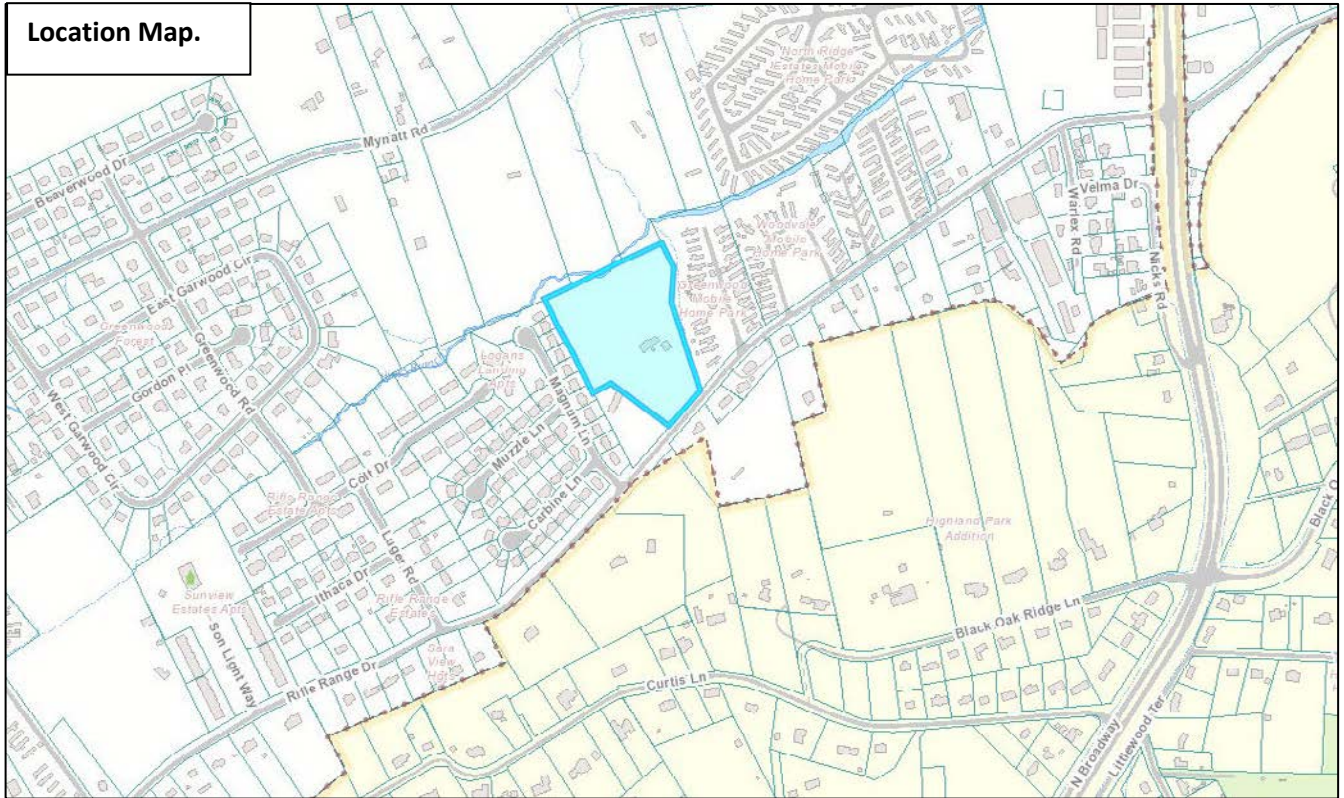 Location Map.
North Ridge
Estates Mobile
Home Park
Mynatt Rd
Beaverwood Dr
Velma Dr
Warlex Rd
Nicks Rd
Woodvale
Mobile
Home Park
Greenwood
Mobile
Home Park
East Garwood Cir
Greenwood
Forest
Gordon Pl
Greenwood Rd
West Garwood Cir
Logans
Landing
Apts
Magnum Ln
Muzzle Ln
Colt Dr
Carbine Ln
Rifle Range
Estate Apts
Luger Rd
Ithaca Dr
Sunview
Estates Apts
Son Light Way
Rifle Range
Estates
Rifle Range Dr
Sera
View
Hgts
Highland Park
Addition
Black Oak Ridge Ln
Black O
Curtis Ln
N Broadway
Littlewood Ter